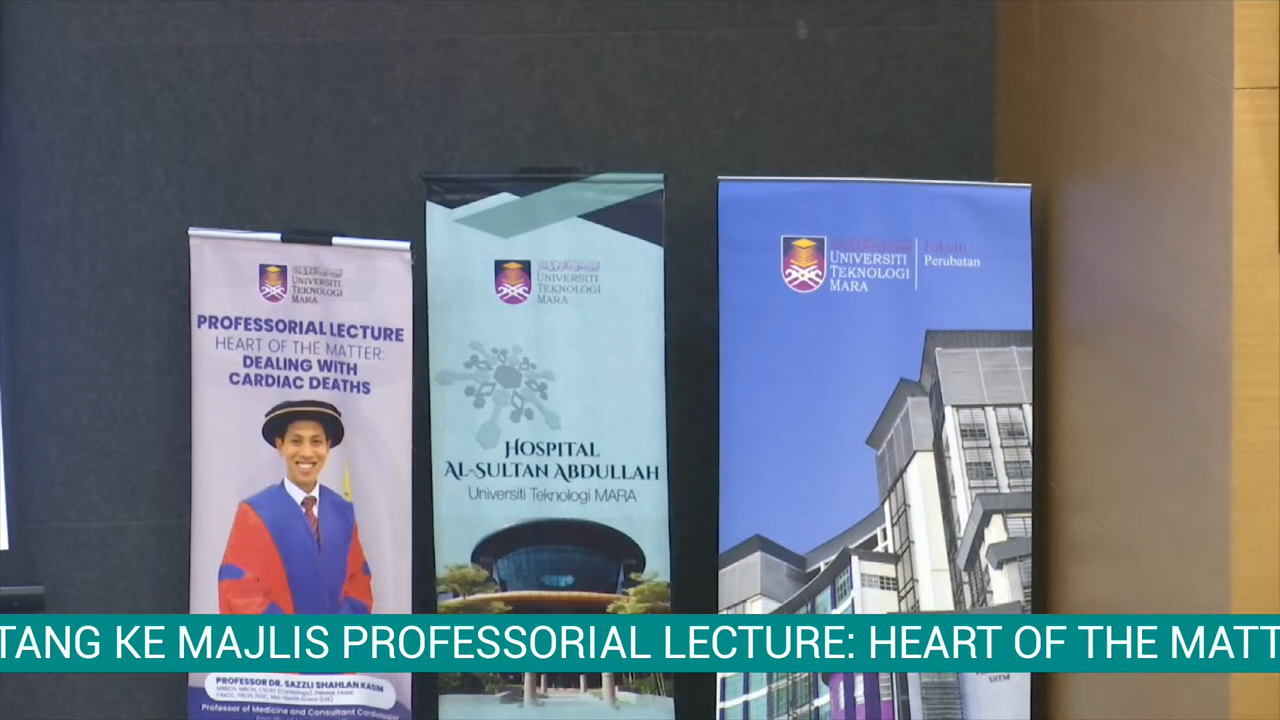 UNIVERSITI
TEKNOLOGI
MARA
PROFESSORIAL LECTURE
HEART OF THE MATTER:
DEALING WITH
CARDIAC DEATHS
UNIVERSITI
TEKNOLOGI
MARA
HOSPITAL
AL-SULTAN ABDULLAH
Universiti Teknologi MARA
UNIVERSITI
TEKNOLOGI
MARA
Fakulti
Perubatan
TANG KE MAJLIS PROFESSORIAL LECTURE: HEART OF THE MATT
PROFESSOR DR. SAZZLI SHAHLAN KASIM
Professor of Medicine and Consultant Cardiologist
UiTM